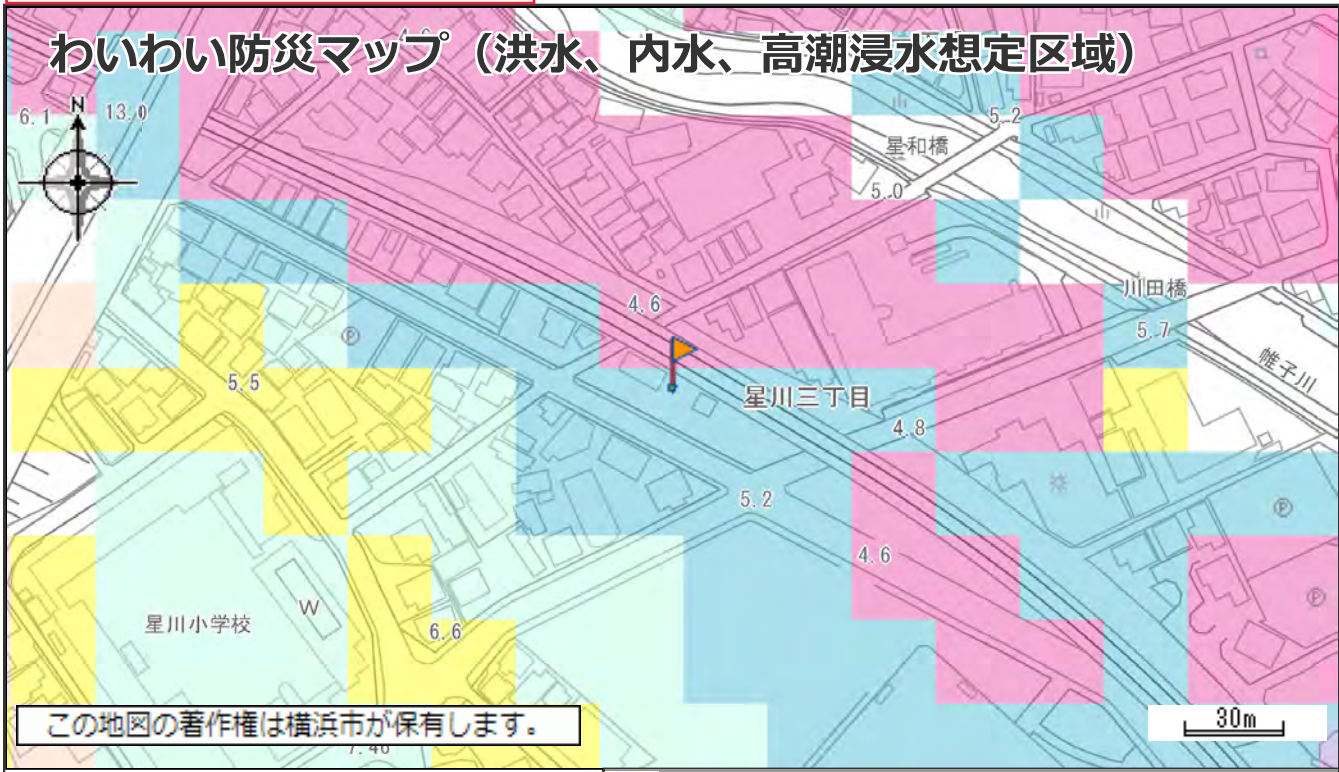 わいわい防災マップ（洪水、内水、高潮浸水想定区域）
6.1
N
13.0
5.2
星和橋
5.0
川田橋
4.6
5.7
P
帷子川
5.5
星川三丁目
4.8
5.2
P
4.6
W
P
星川小学校
6.6
この地図の著作権は横浜市が保有します。
30m